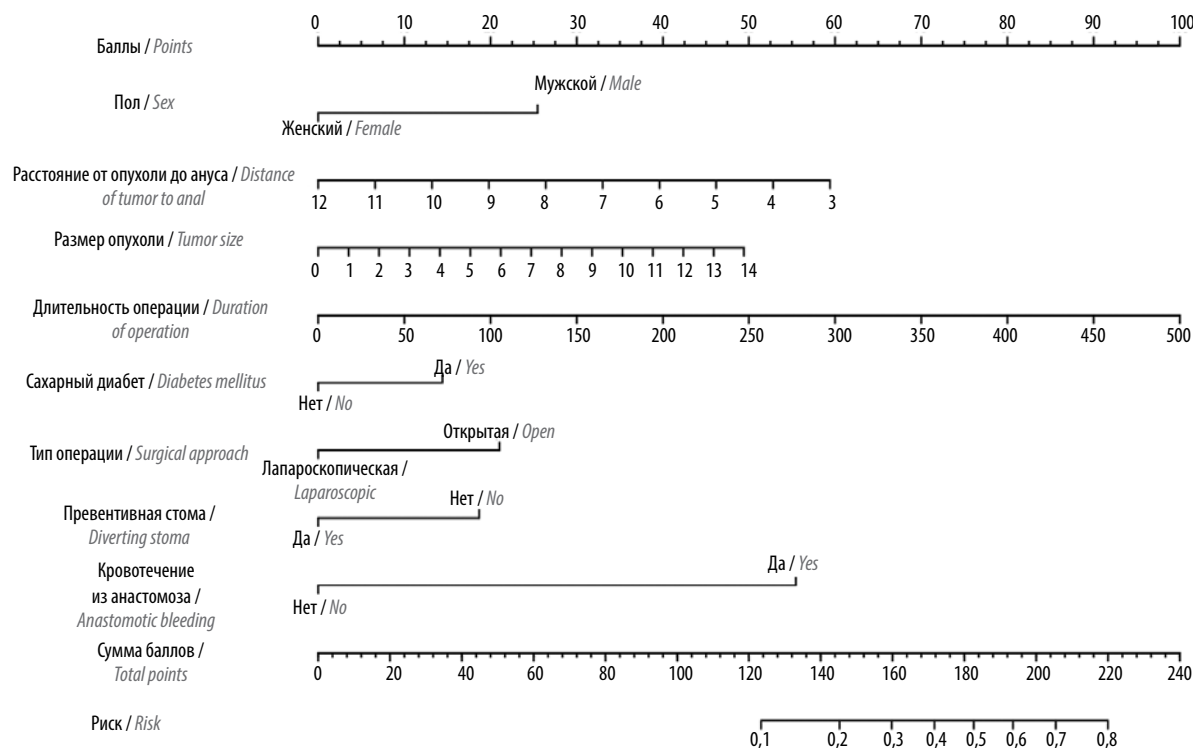 0 10 20 30 40 50 60 70 80 90 100
Баллы / Points
Мужской / Male
Пол / Sex
Женский / Female
Расстояние от опухоли до ануса / Distance
of tumor to anal
12 11 10 9 8 7 6 5 4 3
Размер опухоли / Tumor size
0 1 2 3 4 5 6 7 8 9 10 11 12 13 14
Длительность операции / Duration
of operation
0 50 100 150 200 250 300 350 400 450 500
Да / Yes
Сахарный диабет / Diabetes mellitus
Нет / No
Открытая / Open
Тип операции / Surgical approach
Лапароскопическая /
Laparoscopic
Нет / No
Превентивная стома /
Diverting stoma
Да / Yes
Да / Yes
Кровотечение
из анастомоза /
Anastomotic bleeding
Нет / No
Сумма баллов /
Total points
0 20 40 60 80 100 120 140 160 180 200 220 240
Риск / Risk
0,1 0,2 0,3 0,4 0,5 0,6 0,7 0,8